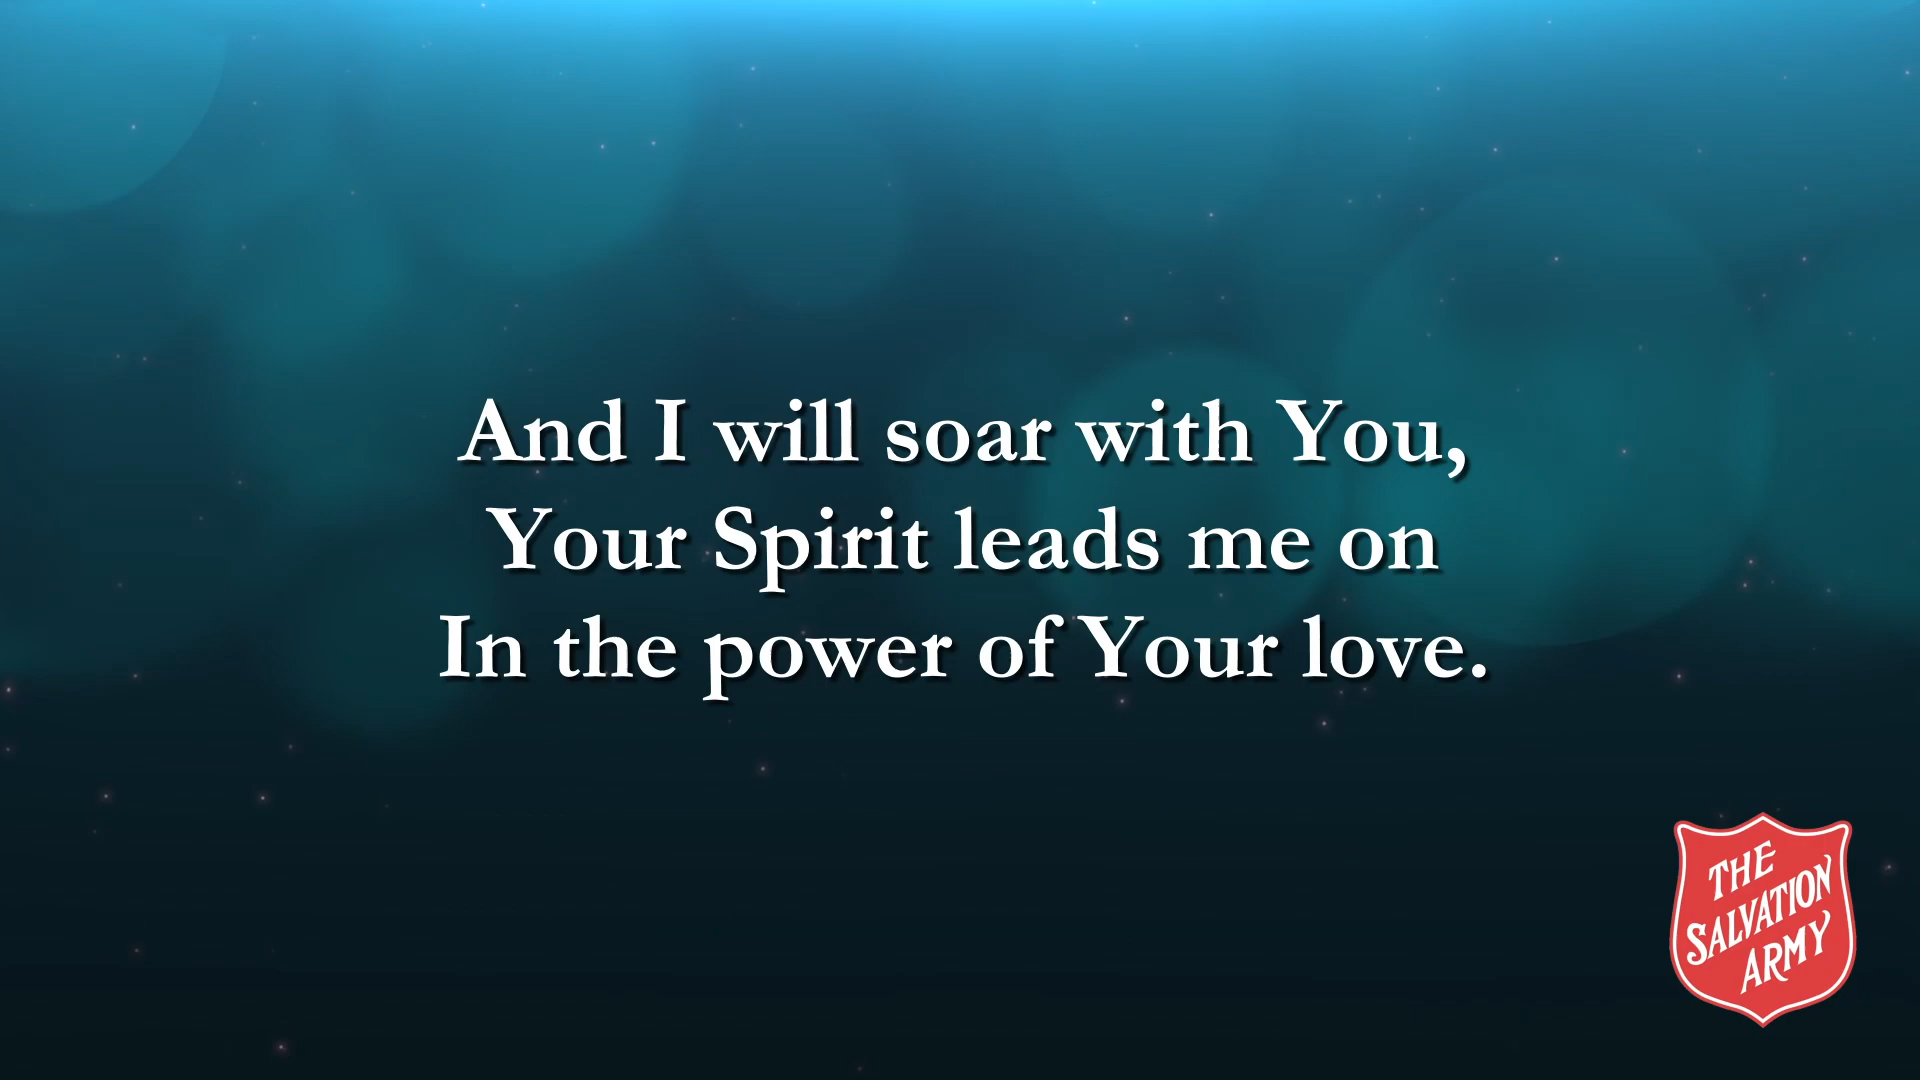 And I will soar with You,
Your Spirit leads me on
In the power of Your love.
THE
SALVATION
ARMY